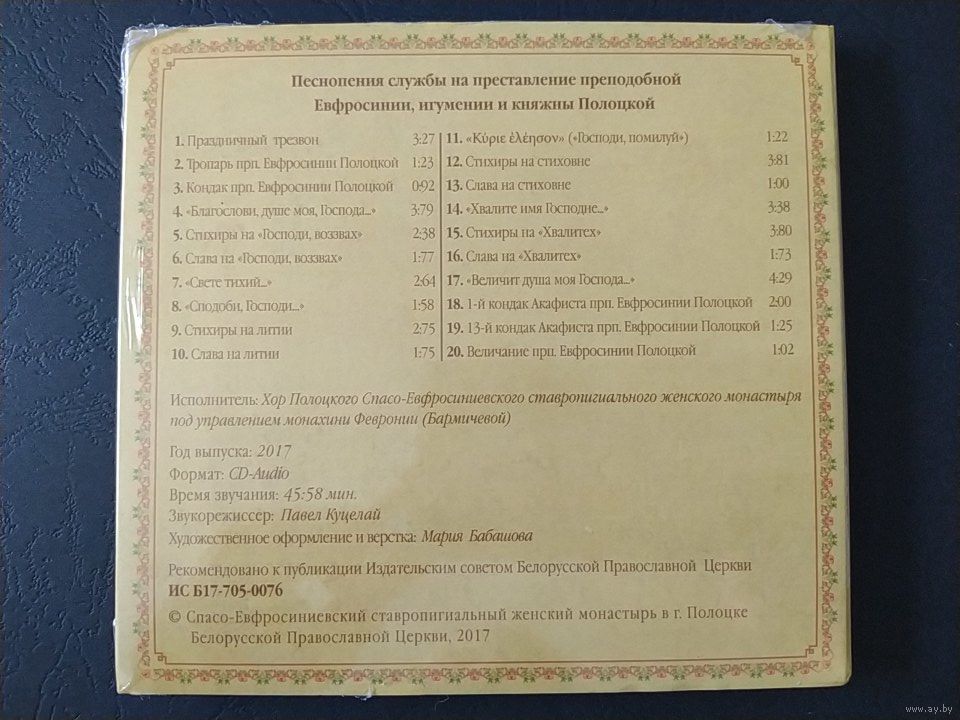 Песнопения службы на преставление преподобной
Евфросинии, игумении и княжны Полоцкой
1. Праздничный трезвон 3:27
2. Тропарь прп. Евфросинии Полоцкой 1:23
3. Кондак прп. Евфросинии Полоцкой 0:92
4. «Благослови, душе моя, Господа...» 3:79
5. Стихиры на «Господи, воззвах» 2:38
6. Слава на «Господи, воззвах» 1:77
7. «Свете тихий...» 2:64
8. «Сподоби, Господи...» 1:58
9. Стихиры на литии 2:75
10. Слава на литии 1:75
11. «Κύριε ἐλέησον» («Господи, помилуй») 1:22
12. Стихиры на стиховне 3:81
13. Слава на стиховне 1:00
14. «Хвалите имя Господне...» 3:38
15. Стихиры на «Хвалитех» 3:80
16. Слава на «Хвалитех» 1:73
17. «Величит душа моя Господа...» 4:29
18. 1-й кондак Акафиста прп. Евфросинии Полоцкой 2:00
19. 13-й кондак Акафиста прп. Евфросинии Полоцкой 1:25
20. Величание прп. Евфросинии Полоцкой 1:02
Исполнитель: Хор Полоцкого Спасо-Евфросиниевского ставропигиального женского монастыря
под управлением монахини Февронии (Бармичевой)
Год выпуска: 2017
Формат: CD-Audio
Время звучания: 45:58 мин.
Звукорежиссер: Павел Куцелай
Художественное оформление и верстка: Мария Бабашова
Рекомендовано к публикации Издательским советом Белорусской Православной Церкви
ИС Б17-705-0076
© Спасо-Евфросиниевский ставропигиальный женский монастырь в г. Полоцке
Белорусской Православной Церкви, 2017
www.ay.by